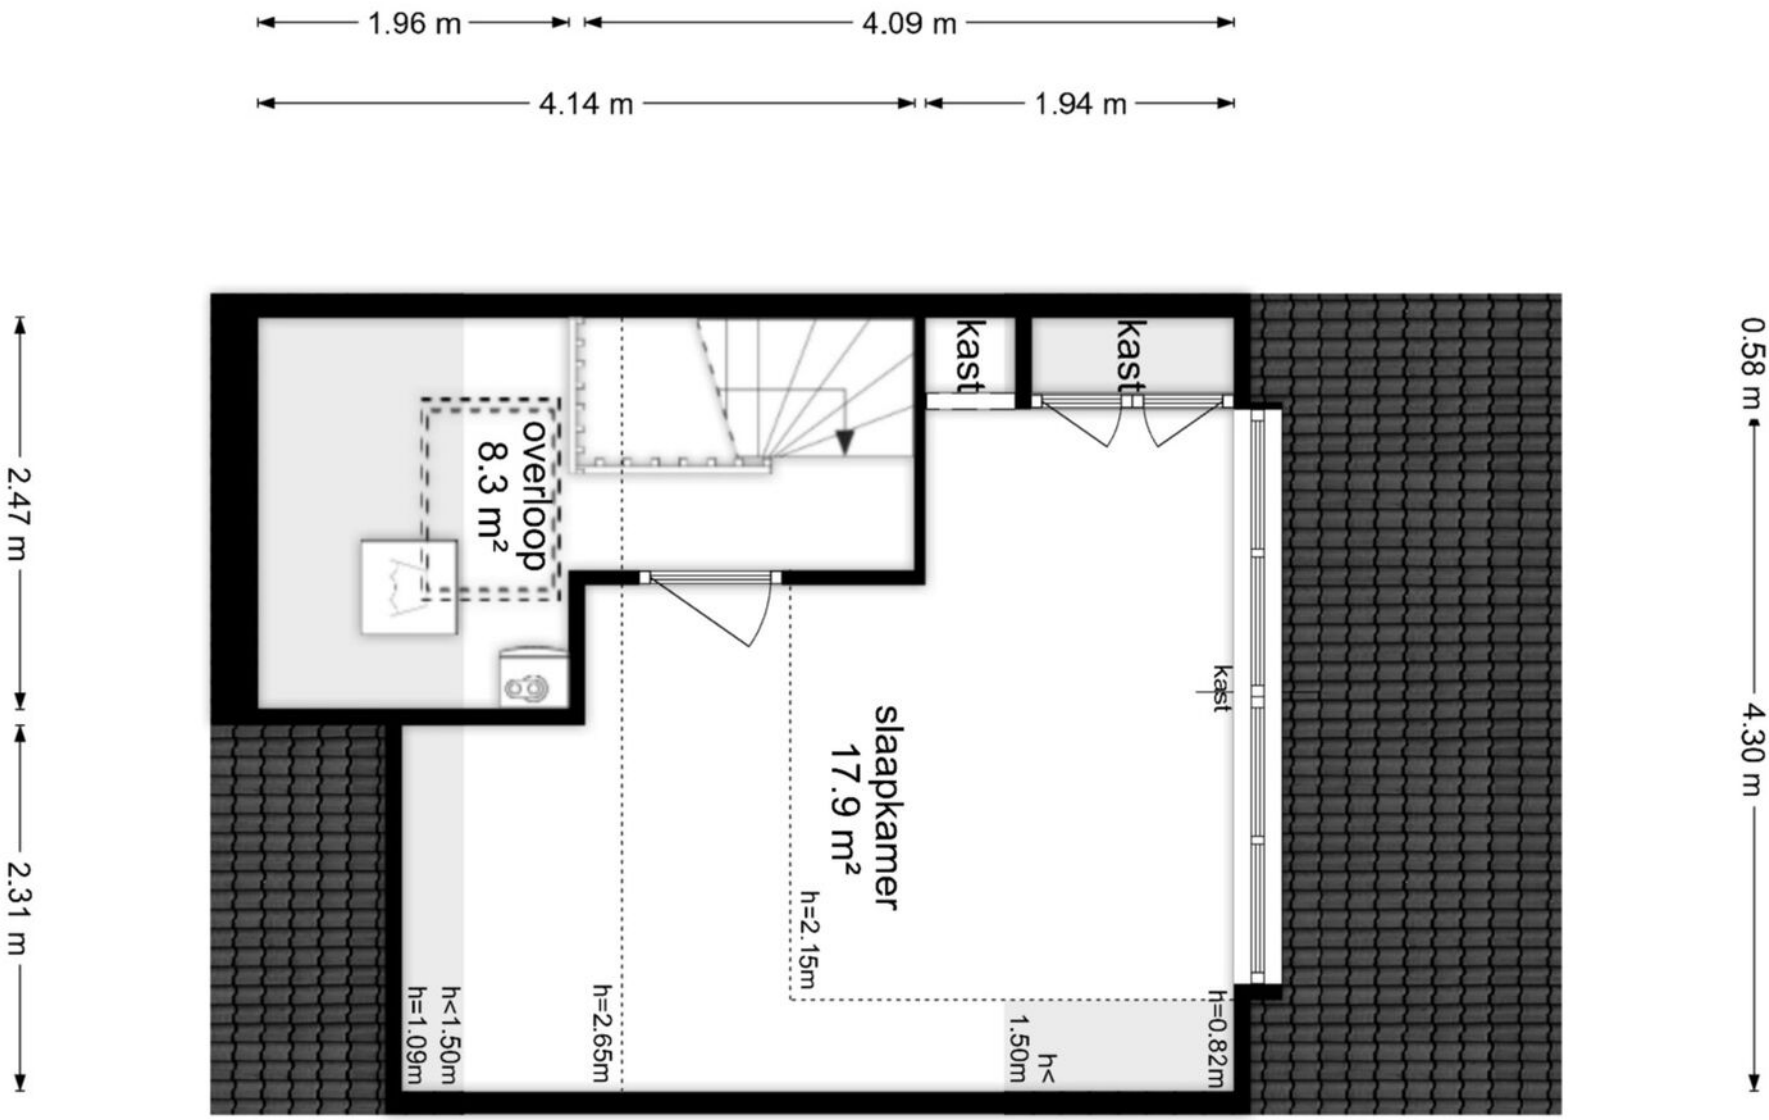 1.96 m
4.09 m
4.14 m
1.94 m
kast
kast
0.58 m
overloop
8.3 m²
2.47 m
kast
4.30 m
slaapkamer
17.9 m²
2.31 m
h=2.15m
h=1.09m
h<1.50m
h=2.65m
h<
1.50m
h=0.82m